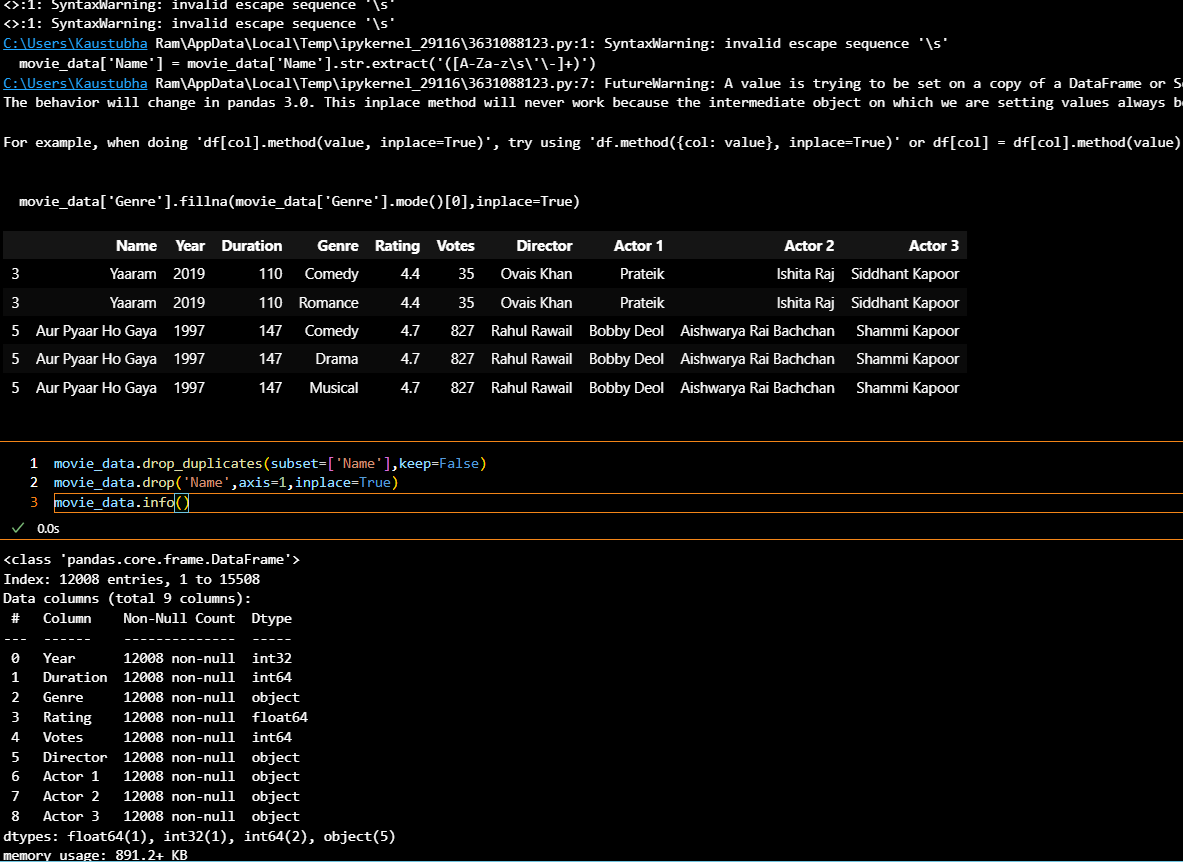 <>:1: SyntaxWarning: invalid escape sequence '\s'
<>:1: SyntaxWarning: invalid escape sequence '\s'
C:\Users\Kaustubha Ram\AppData\Local\Temp\ipykernel_29116\3631088123.py:1: SyntaxWarning: invalid escape sequence '\s'
movie_data['Name'] = movie_data['Name'].str.extract('([A-Za-z\s\'\-]+)')
C:\Users\Kaustubha Ram\AppData\Local\Temp\ipykernel_29116\3631088123.py:7: FutureWarning: A value is trying to be set on a copy of a DataFrame or S
The behavior will change in pandas 3.0. This inplace method will never work because the intermediate object on which we are setting values always b
For example, when doing 'df[col].method(value, inplace=True)', try using 'df.method({col: value}, inplace=True)' or df[col] = df[col].method(value)
movie_data['Genre'].fillna(movie_data['Genre'].mode()[0],inplace=True)
Name Year Duration Genre Rating Votes Director Actor 1 Actor 2 Actor 3
3 Yaaram 2019 110 Comedy 4.4 35 Ovais Khan Prateik Ishita Raj Siddhant Kapoor
3 Yaaram 2019 110 Romance 4.4 35 Ovais Khan Prateik Ishita Raj Siddhant Kapoor
5 Aur Pyaar Ho Gaya 1997 147 Comedy 4.7 827 Rahul Rawail Bobby Deol Aishwarya Rai Bachchan Shammi Kapoor
5 Aur Pyaar Ho Gaya 1997 147 Drama 4.7 827 Rahul Rawail Bobby Deol Aishwarya Rai Bachchan Shammi Kapoor
5 Aur Pyaar Ho Gaya 1997 147 Musical 4.7 827 Rahul Rawail Bobby Deol Aishwarya Rai Bachchan Shammi Kapoor
1 movie_data.drop_duplicates(subset=['Name'],keep=False)
2 movie_data.drop('Name',axis=1,inplace=True)
3 movie_data.info()
✓ 0.0s
<class 'pandas.core.frame.DataFrame'>
Index: 12008 entries, 1 to 15508
Data columns (total 9 columns):
# Column Non-Null Count Dtype
--- ------ -------------- -----
0 Year 12008 non-null int32
1 Duration 12008 non-null int64
2 Genre 12008 non-null object
3 Rating 12008 non-null float64
4 Votes 12008 non-null int64
5 Director 12008 non-null object
6 Actor 1 12008 non-null object
7 Actor 2 12008 non-null object
8 Actor 3 12008 non-null object
dtypes: float64(1), int32(1), int64(2), object(5)
memory usage: 891.2+ KB